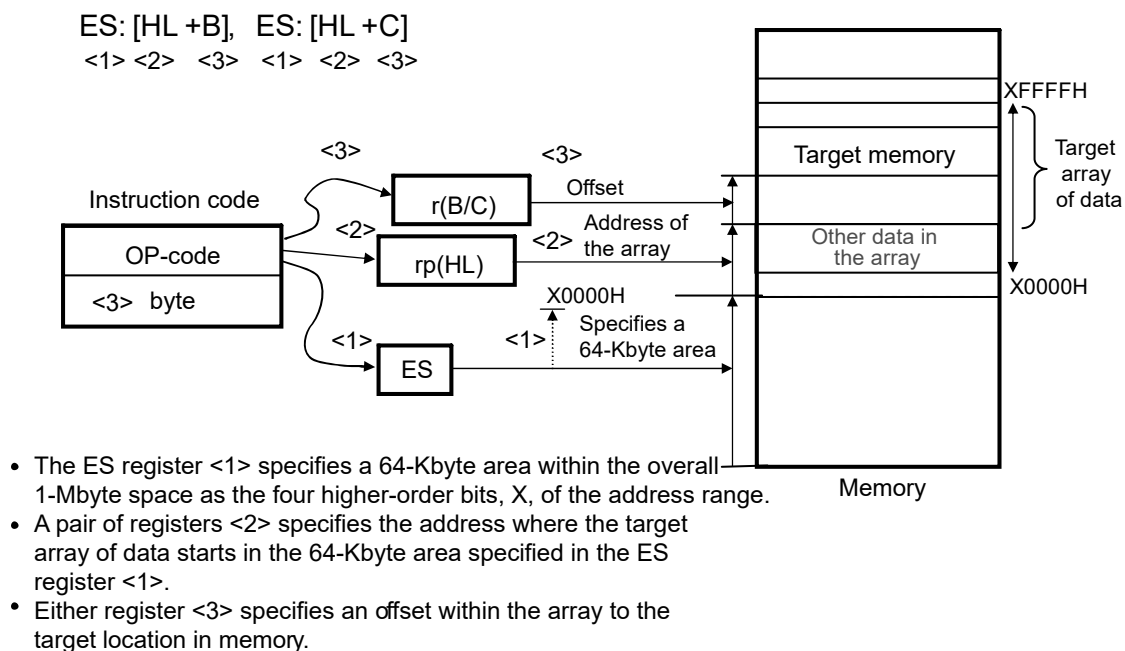 ES: [HL +B],  ES: [HL +C]
<1> <2> <3> <1> <2> <3>
XFFFFH
<3>
<3>
Target memory
Target
array
of data
Instruction code
r(B/C)
Offset
OP-code
<2>
rp(HL)
<2>
Address of
the array
Other data in
the array
<3> byte
X0000H
X0000H
<1>
ES
<1>
Specifies a
64-Kbyte area
Memory
• The ES register <1> specifies a 64-Kbyte area within the overall
1-Mbyte space as the four higher-order bits, X, of the address range.
• A pair of registers <2> specifies the address where the target
array of data starts in the 64-Kbyte area specified in the ES
register <1>.
• Either register <3> specifies an offset within the array to the
target location in memory.